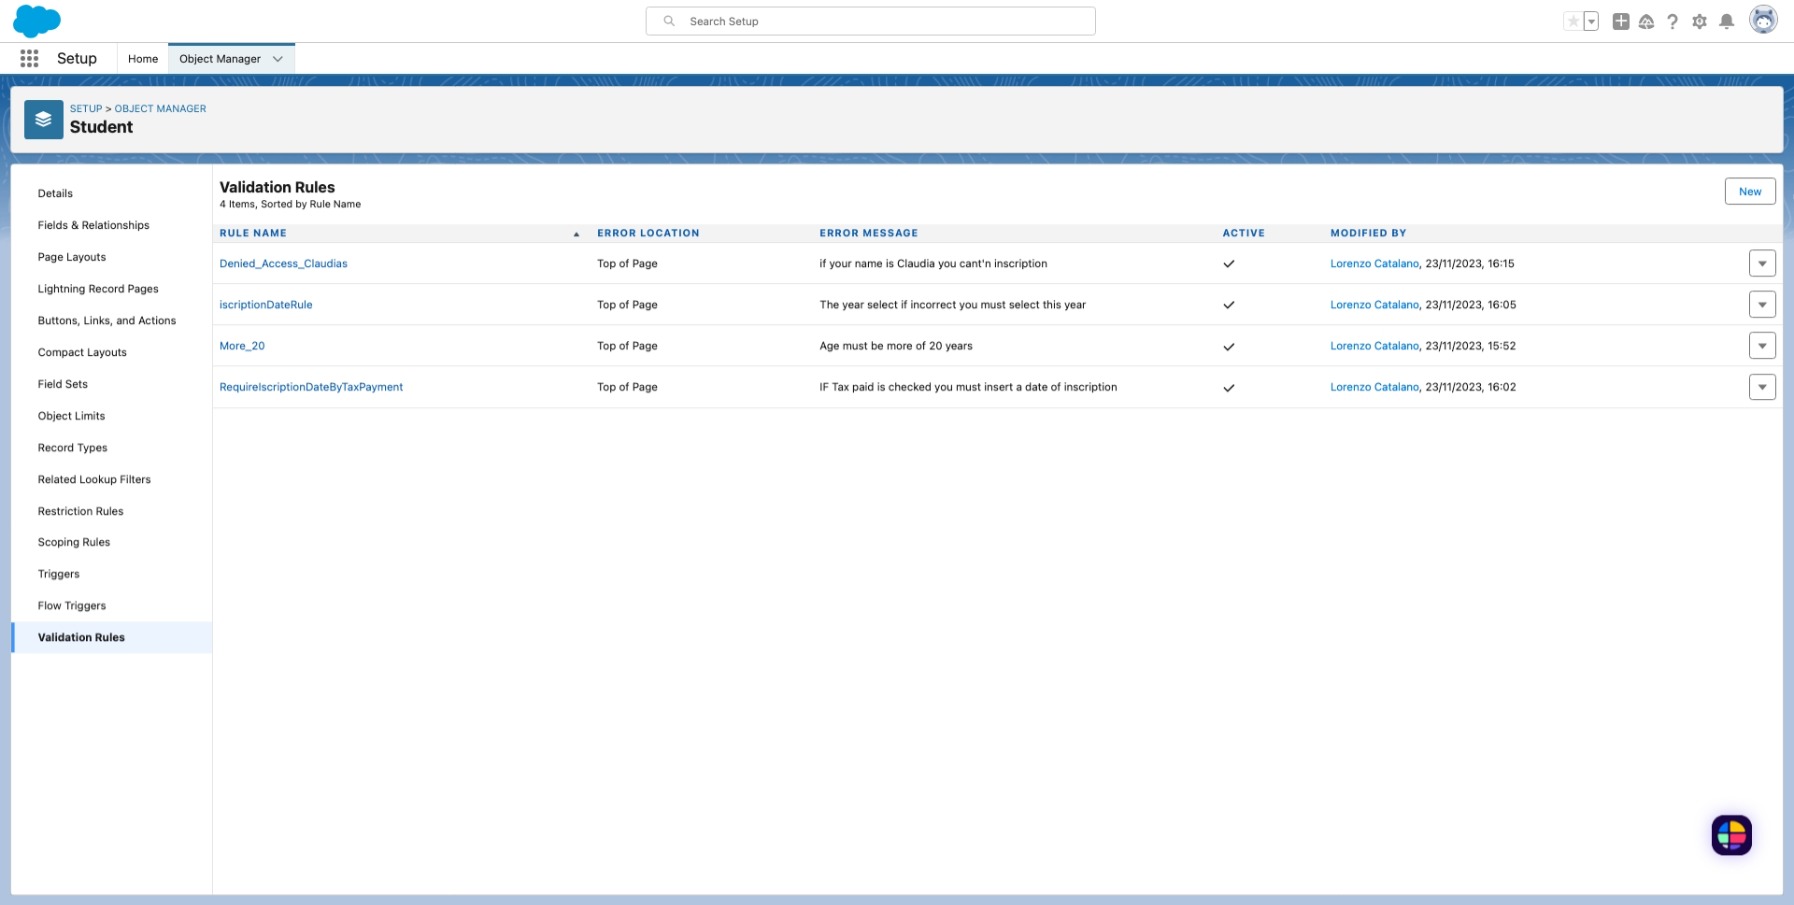 Search Setup
Setup Home Object Manager
SETUP > OBJECT MANAGER
Student
Details
Fields & Relationships
Page Layouts
Lightning Record Pages
Buttons, Links, and Actions
Compact Layouts
Field Sets
Object Limits
Record Types
Related Lookup Filters
Restriction Rules
Scoping Rules
Triggers
Flow Triggers
Validation Rules
Validation Rules
4 Items, Sorted by Rule Name
New
RULE NAME ERROR LOCATION ERROR MESSAGE ACTIVE MODIFIED BY
Denied_Access_Claudias Top of Page if your name is Claudia you cant'n inscription Lorenzo Catalano, 23/11/2023, 16:15
iscriptionDateRule Top of Page The year select if incorrect you must select this year Lorenzo Catalano, 23/11/2023, 16:05
More_20 Top of Page Age must be more of 20 years Lorenzo Catalano, 23/11/2023, 15:52
RequireIscriptionDateByTaxPayment Top of Page IF Tax paid is checked you must insert a date of inscription Lorenzo Catalano, 23/11/2023, 16:02